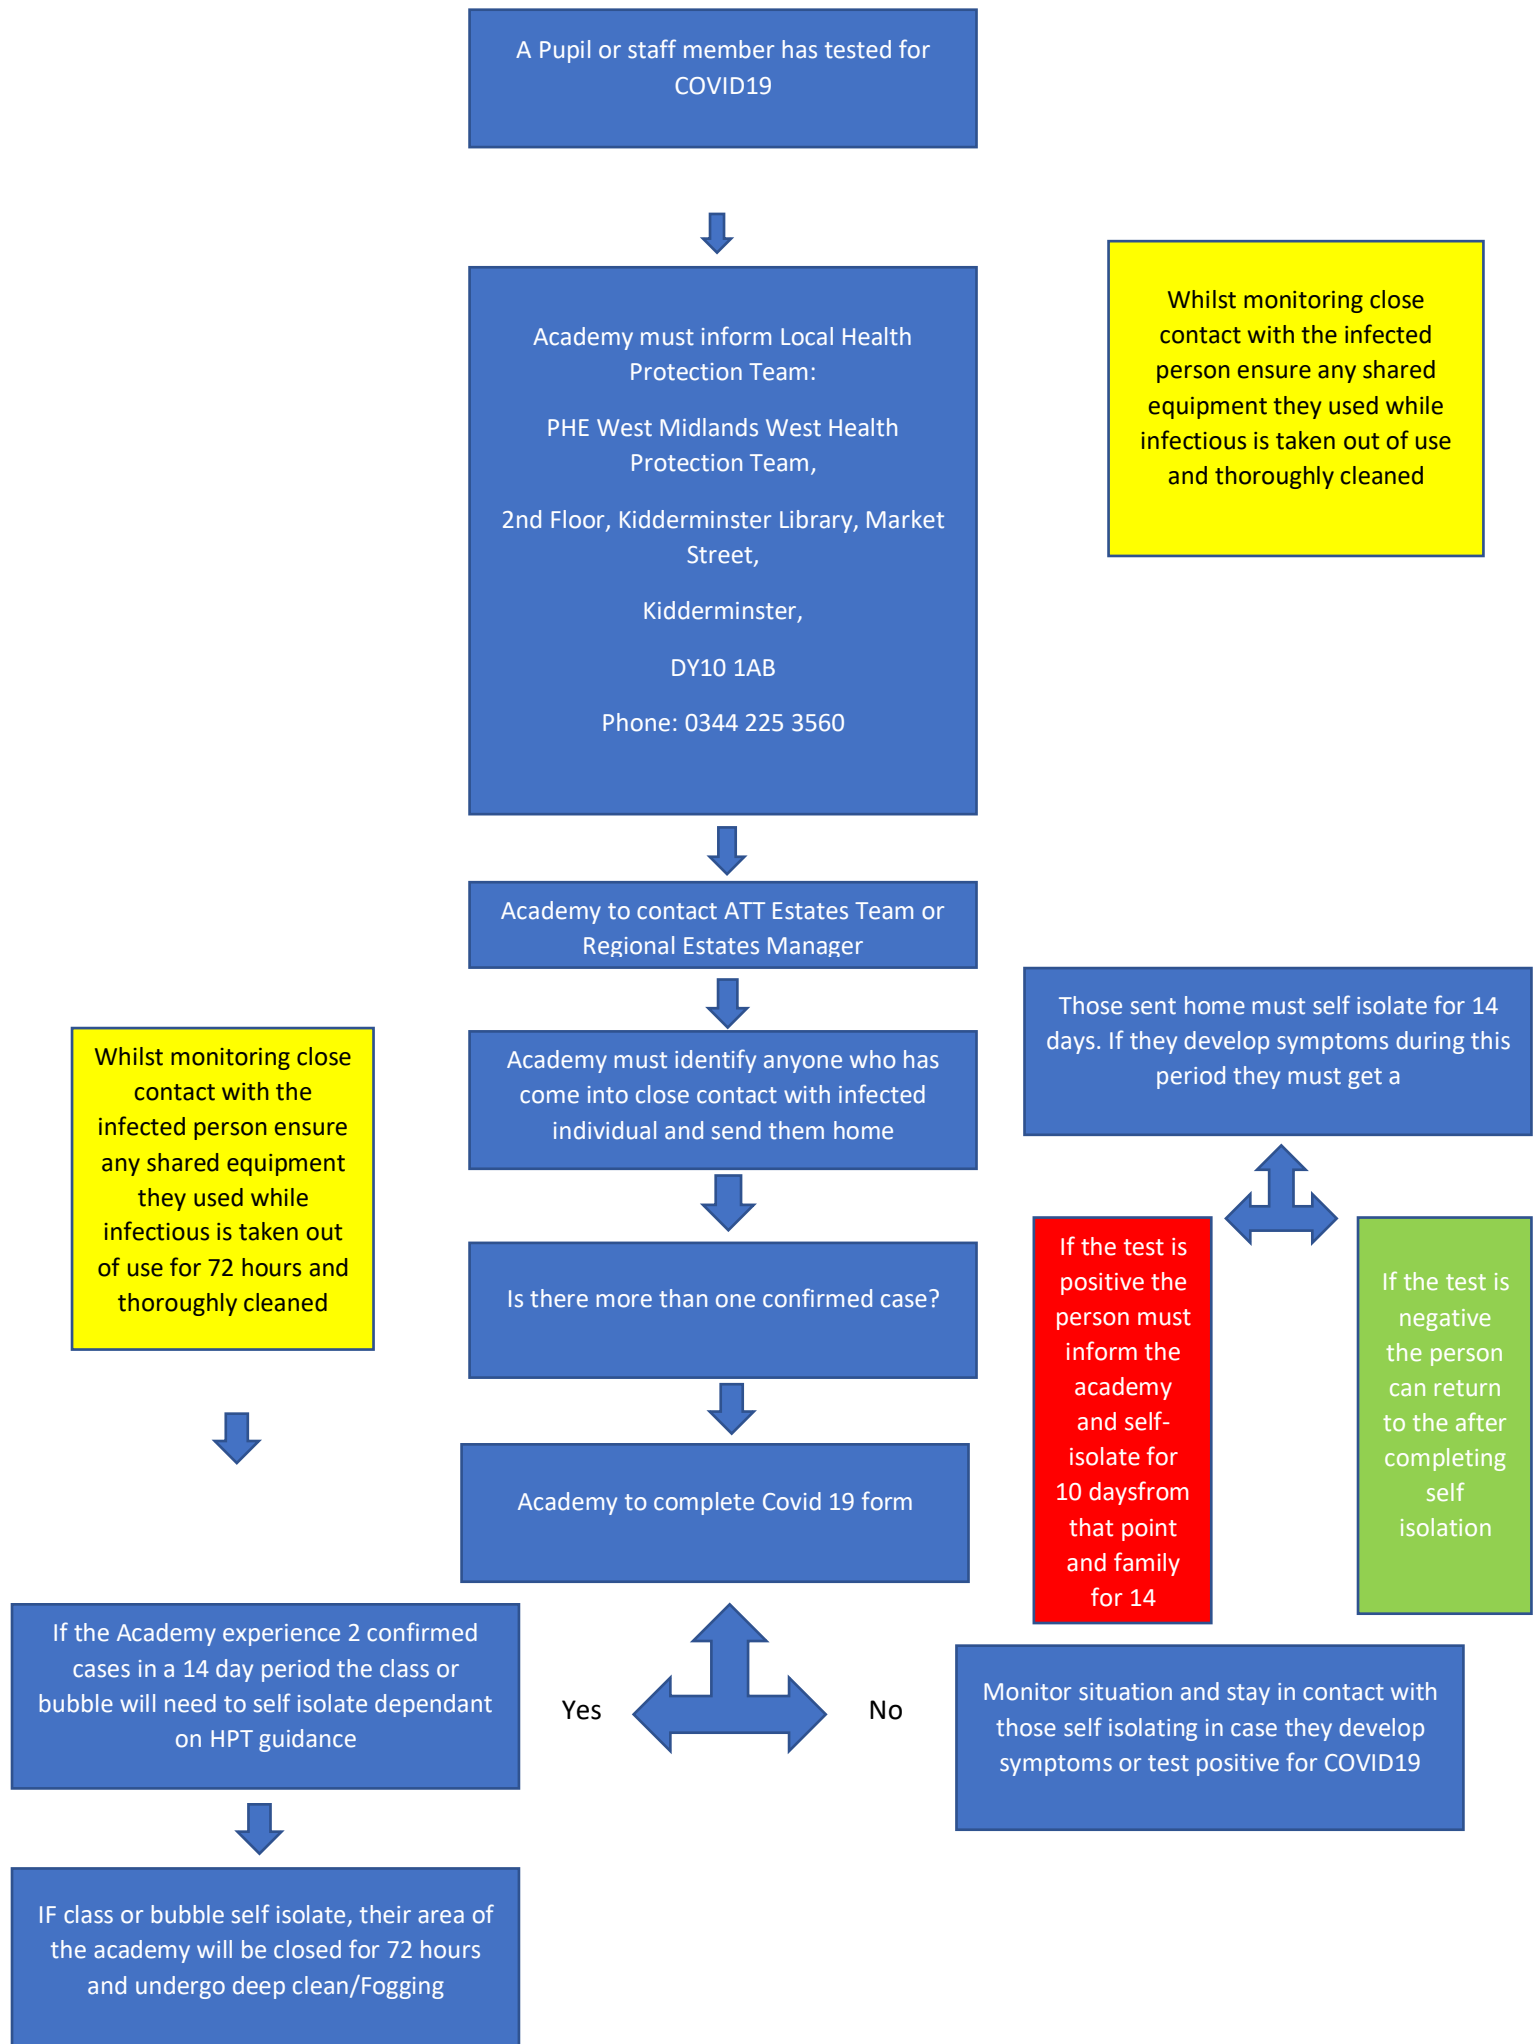 A Pupil or staff member has tested for
COVID19
Academy must inform Local Health
Protection Team:
PHE West Midlands West Health
Protection Team,
2nd Floor, Kidderminster Library, Market
Street,
Kidderminster,
DY10 1AB
Phone: 0344 225 3560
Whilst monitoring close
contact with the infected
person ensure any shared
equipment they used while
infectious is taken out of use
and thoroughly cleaned
Academy to contact ATT Estates Team or
Regional Estates Manager
Academy must identify anyone who has
come into close contact with infected
individual and send them home
Those sent home must self isolate for 14
days. If they develop symptoms during this
period they must get a
Whilst monitoring close
contact with the
infected person ensure
any shared equipment
they used while
infectious is taken out
of use for 72 hours and
thoroughly cleaned
Is there more than one confirmed case?
If the test is
positive the
person must
inform the
academy
and self-
isolate for
10 daysfrom
that point
and family
for 14
If the test is
negative
the person
can return
to the after
completing
self
isolation
Academy to complete Covid 19 form
If the Academy experience 2 confirmed
cases in a 14 day period the class or
bubble will need to self isolate dependant
on HPT guidance
Yes
No
Monitor situation and stay in contact with
those self isolating in case they develop
symptoms or test positive for COVID19
IF class or bubble self isolate, their area of
the academy will be closed for 72 hours
and undergo deep clean/Fogging